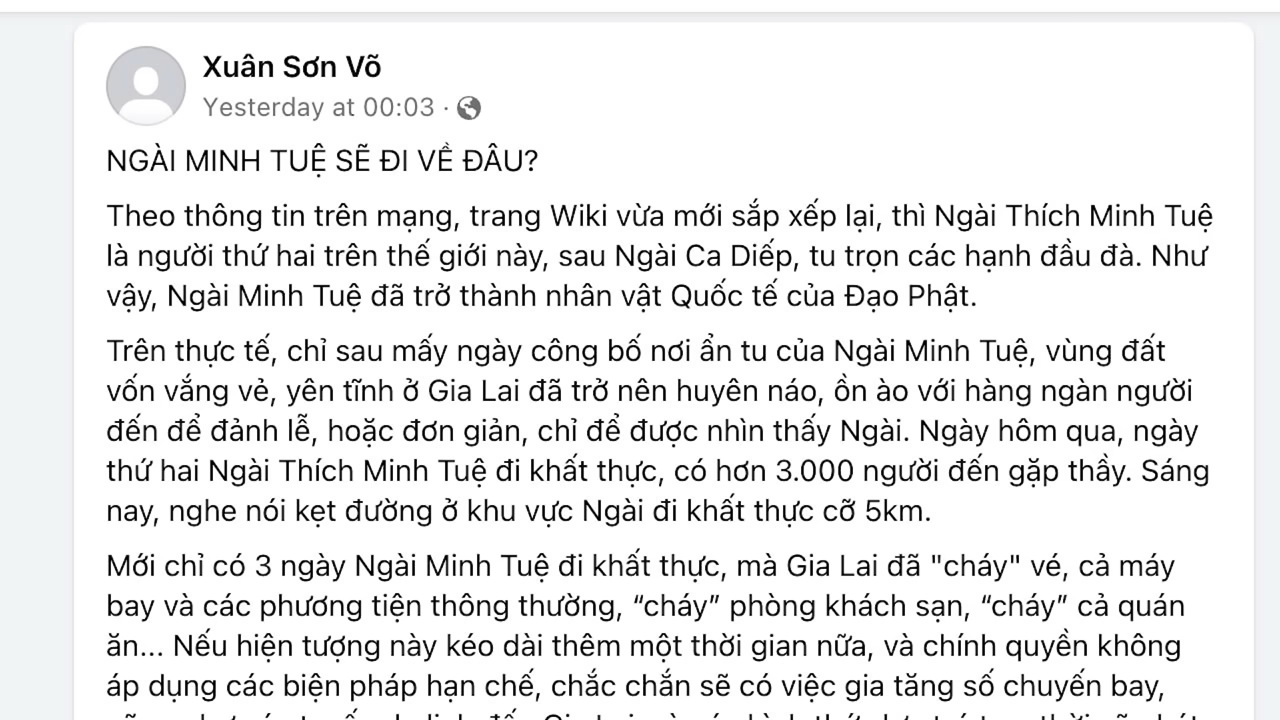 Xuân Sơn Võ
Yesterday at 00:03 ·
NGÀI MINH TUỆ SẼ ĐI VỀ ĐÂU?
Theo thông tin trên mạng, trang Wiki vừa mới sắp xếp lại, thì Ngài Thích Minh Tuệ
là người thứ hai trên thế giới này, sau Ngài Ca Diếp, tu trọn các hạnh đầu đà. Như
vậy, Ngài Minh Tuệ đã trở thành nhân vật Quốc tế của Đạo Phật.
Trên thực tế, chỉ sau mấy ngày công bố nơi ẩn tu của Ngài Minh Tuệ, vùng đất
vốn vắng vẻ, yên tĩnh ở Gia Lai đã trở nên huyên náo, ồn ào với hàng ngàn người
đến để đảnh lễ, hoặc đơn giản, chỉ để được nhìn thấy Ngài. Ngày hôm qua, ngày
thứ hai Ngài Thích Minh Tuệ đi khất thực, có hơn 3.000 người đến gặp thầy. Sáng
nay, nghe nói kẹt đường ở khu vực Ngài đi khất thực cỡ 5km.
Mới chỉ có 3 ngày Ngài Minh Tuệ đi khất thực, mà Gia Lai đã "cháy" vé, cả máy
bay và các phương tiện thông thường, “cháy” phòng khách sạn, “cháy” cả quán
ăn... Nếu hiện tượng này kéo dài thêm một thời gian nữa, và chính quyền không
áp dụng các biện pháp hạn chế, chắc chắn sẽ có việc gia tăng số chuyến bay,